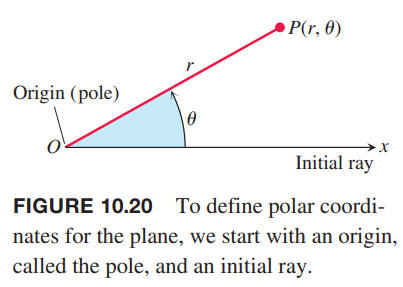 P(r, θ)
r
Origin (pole)
θ
O
x
Initial ray
FIGURE 10.20 To define polar coordi-
nates for the plane, we start with an origin,
called the pole, and an initial ray.